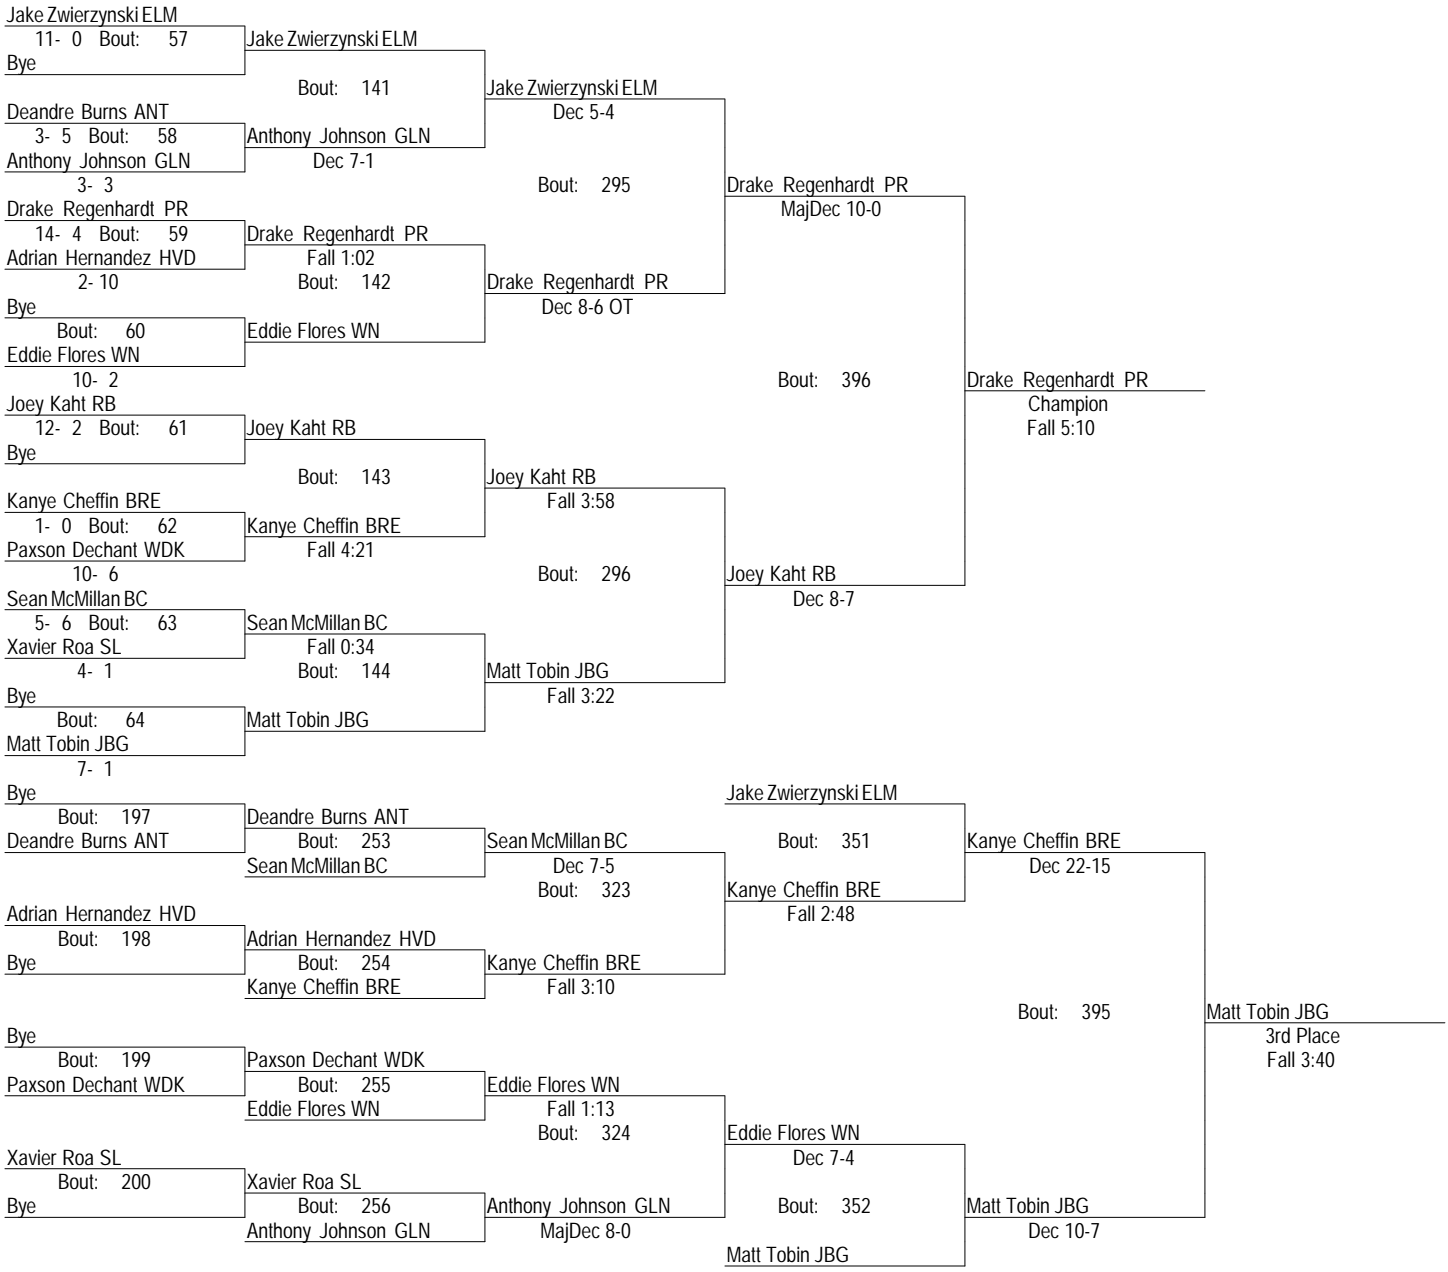 Jake Zwierzynski ELM
11- 0 Bout: 57
Jake Zwierzynski ELM
Bye
Bout: 141
Jake Zwierzynski ELM
Deandre Burns ANT
Dec 5-4
3- 5 Bout: 58
Anthony Johnson GLN
Anthony Johnson GLN
Dec 7-1
3- 3
Bout: 295
Drake Regenhardt PR
Drake Regenhardt PR
MajDec 10-0
14- 4 Bout: 59
Drake Regenhardt PR
Adrian Hernandez HVD
Fall 1:02
2- 10
Bout: 142
Drake Regenhardt PR
Bye
Dec 8-6 OT
Bout: 60
Eddie Flores WN
Eddie Flores WN
10- 2
Bout: 396
Drake Regenhardt PR
Joey Kaht RB
Champion
12- 2 Bout: 61
Joey Kaht RB
Fall 5:10
Bye
Bout: 143
Joey Kaht RB
Kanye Cheffin BRE
Fall 3:58
1- 0 Bout: 62
Kanye Cheffin BRE
Paxson Dechant WDK
Fall 4:21
10- 6
Bout: 296
Joey Kaht RB
Sean McMillan BC
Dec 8-7
5- 6 Bout: 63
Sean McMillan BC
Xavier Roa SL
Fall 0:34
4- 1
Bout: 144
Matt Tobin JBG
Bye
Fall 3:22
Bout: 64
Matt Tobin JBG
Matt Tobin JBG
7- 1
Bye
Jake Zwierzynski ELM
Bout: 197
Deandre Burns ANT
Deandre Burns ANT
Bout: 253
Sean McMillan BC
Bout: 351
Kanye Cheffin BRE
Sean McMillan BC
Dec 7-5
Dec 22-15
Bout: 323
Kanye Cheffin BRE
Adrian Hernandez HVD
Fall 2:48
Bout: 198
Adrian Hernandez HVD
Bye
Bout: 254
Kanye Cheffin BRE
Kanye Cheffin BRE
Fall 3:10
Bout: 395
Matt Tobin JBG
Bye
3rd Place
Bout: 199
Paxson Dechant WDK
Fall 3:40
Paxson Dechant WDK
Bout: 255
Eddie Flores WN
Eddie Flores WN
Fall 1:13
Bout: 324
Eddie Flores WN
Xavier Roa SL
Dec 7-4
Bout: 200
Xavier Roa SL
Bye
Bout: 256
Anthony Johnson GLN
Bout: 352
Matt Tobin JBG
Anthony Johnson GLN
MajDec 8-0
Dec 10-7
Matt Tobin JBG